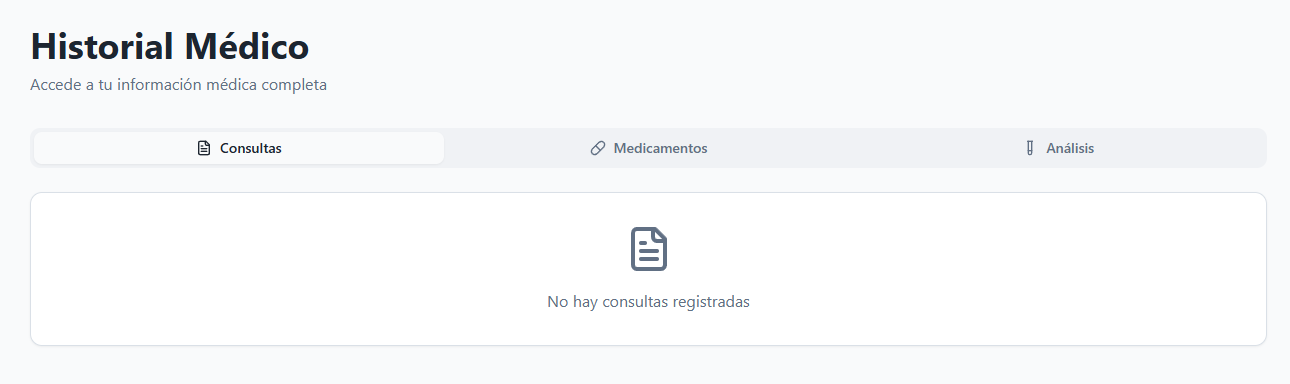 Historial Médico
Accede a tu información médica completa
Consultas
Medicamentos
Análisis
No hay consultas registradas